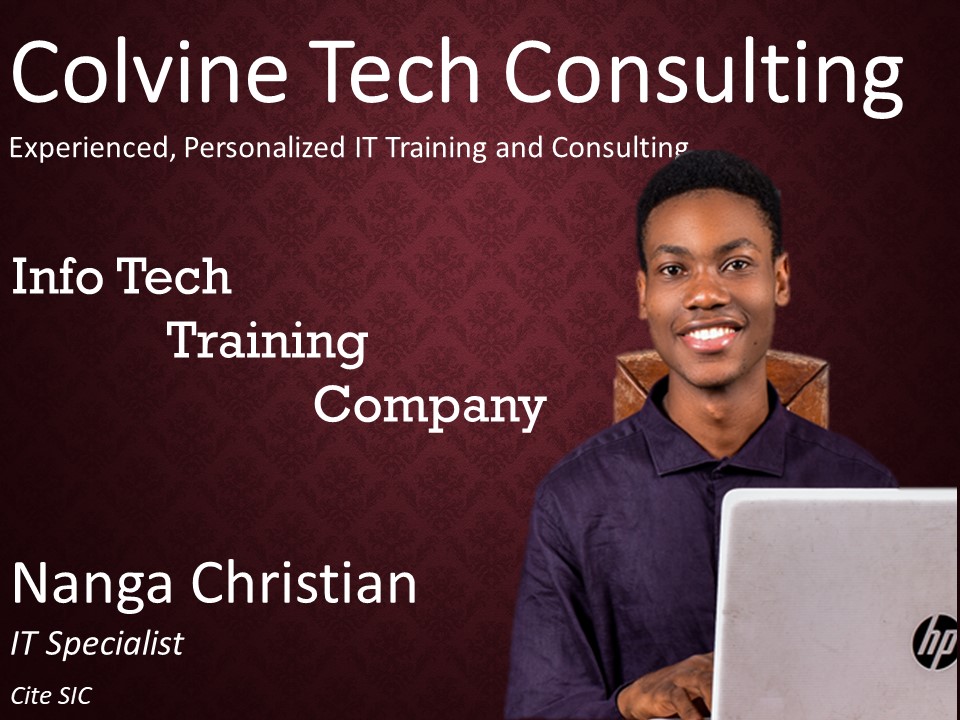 Colvine Tech Consulting
Experienced, Personalized IT Training and Consulting
Info Tech
Training
Company
Nanga Christian
IT Specialist
Cite SIC
hp